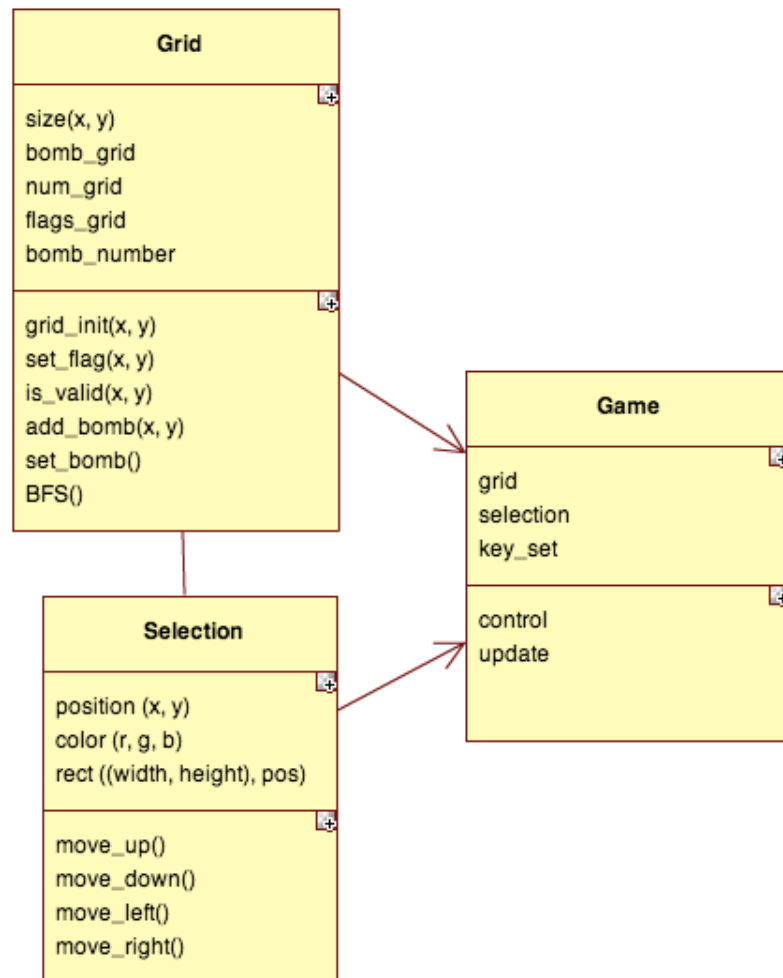 Grid
size(x, y)
bomb_grid
num_grid
flags_grid
bomb_number
grid_init(x, y)
set_flag(x, y)
is_valid(x, y)
add_bomb(x, y)
set_bomb()
BFS()
Selection
position (x, y)
color (r, g, b)
rect ((width, height), pos)
move_up()
move_down()
move_left()
move_right()
Game
grid
selection
key_set
control
update